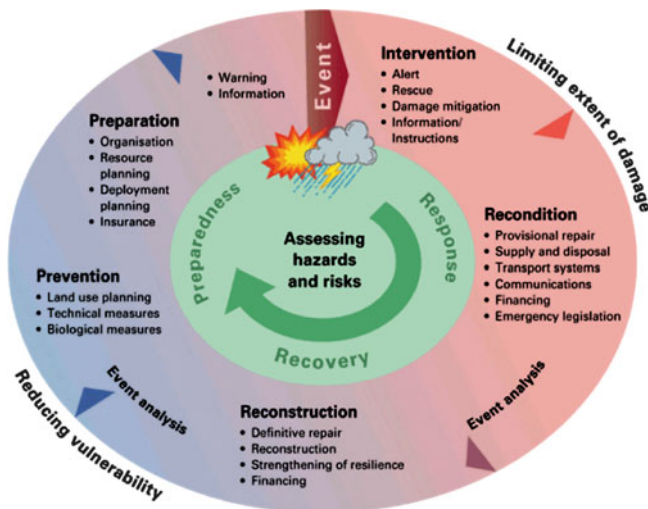 Event
Intervention
• Alert
• Rescue
• Damage mitigation
• Information/
Instructions
Limiting extent of damage
Recondition
• Provisional repair
• Supply and disposal
• Transport systems
• Communications
• Financing
• Emergency legislation
Event analysis
Reconstruction
• Definitive repair
• Reconstruction
• Strengthening of resilience
• Financing
Event analysis
Reducing vulnerability
Prevention
• Land use planning
• Technical measures
• Biological measures
Preparation
• Organisation
• Resource
planning
• Deployment
planning
• Insurance
• Warning
• Information
Preparedness
Response
Recovery
Assessing
hazards
and risks